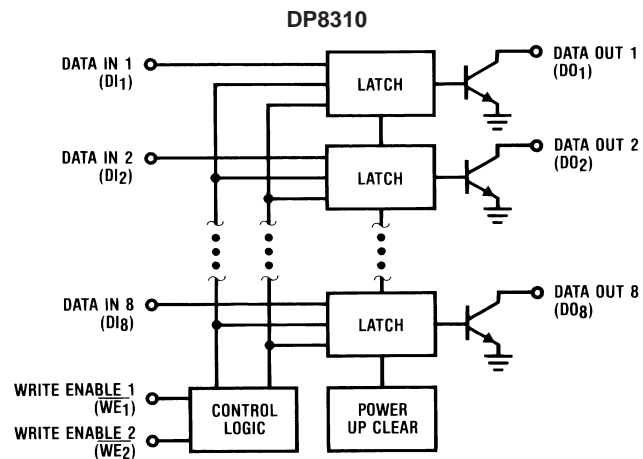 DP8310
DATA IN 1
(DI1)
LATCH
DATA OUT 1
(DO1)
DATA IN 2
(DI2)
LATCH
DATA OUT 2
(DO2)
DATA IN 8
(DI8)
LATCH
DATA OUT 8
(DO8)
WRITE ENABLE 1
(W̅E̅1)
WRITE ENABLE 2
(W̅E̅2)
CONTROL
LOGIC
POWER
UP CLEAR